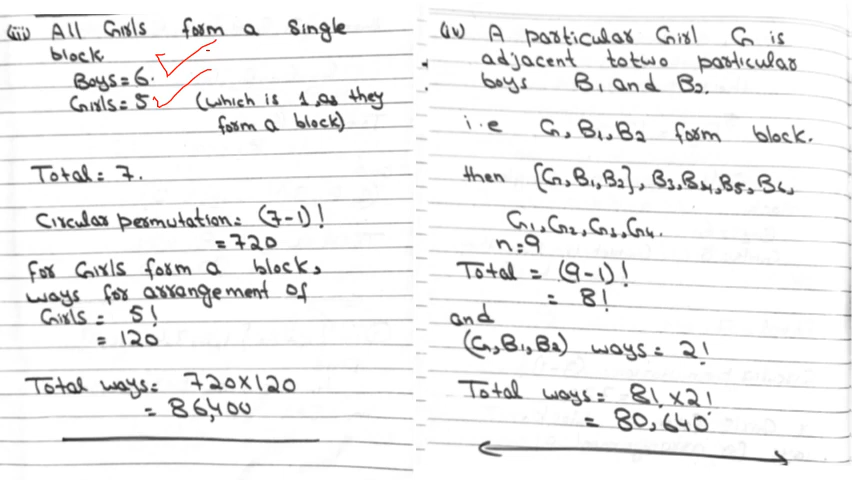 (iii) All Girls form a Single
block.
Boys = 6.
Girls = 5 (which is 1, as they
form a block)
Total = 7.
Circular permutation = (7-1)!
= 720
For Girls form a block,
ways for arrangement of
Girls = 5!
= 120
Total ways = 720 x 120
= 86,400
(iv) A particular Girl G is
adjacent to two particular
boys B1 and B2.
i.e G, B1, B2 form block.
then [G, B1, B2], B3, B4, B5, B6,
G1, G2, G3, G4.
n = 9
Total = (9-1)!
= 8!
and
(G, B1, B2) ways = 2!
Total ways = 8! x 2!
= 80,640